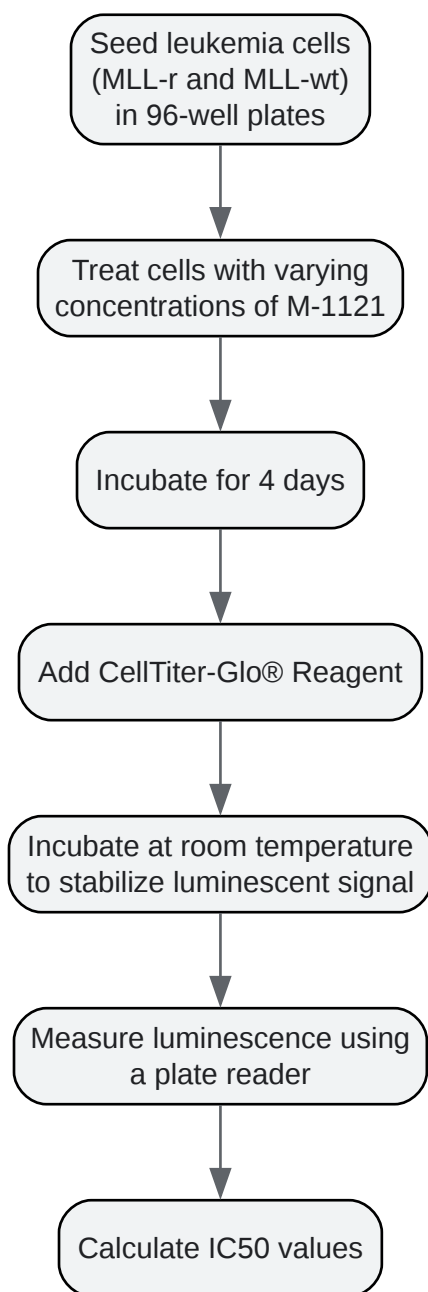 Seed leukemia cells
(MLL-r and MLL-wt)
in 96-well plates
Treat cells with varying
concentrations of M-1121
Incubate for 4 days
Add CellTiter-Glo® Reagent
Incubate at room temperature
to stabilize luminescent signal
Measure luminescence using
a plate reader
Calculate IC50 values